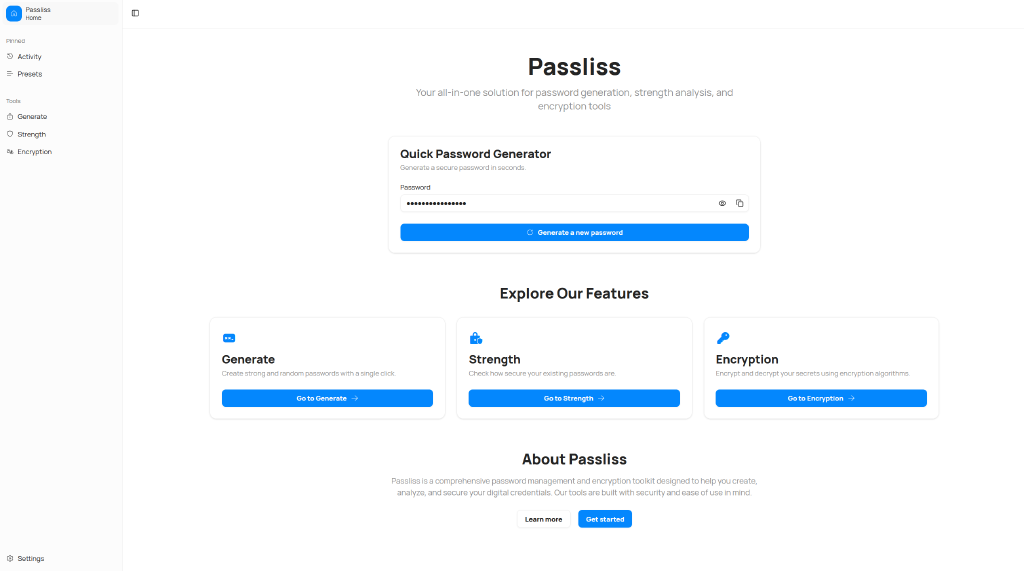 Passliss
Home
Pinned
Activity
Presets
Tools
Generate
Strength
Encryption
Settings
Passliss
Your all-in-one solution for password generation, strength analysis, and
encryption tools
Quick Password Generator
Generate a secure password in seconds.
Password
••••••••••••••••
Generate a new password
Explore Our Features
Generate
Create strong and random passwords with a single click.
Go to Generate →
Strength
Check how secure your existing passwords are.
Go to Strength →
Encryption
Encrypt and decrypt your secrets using encryption algorithms.
Go to Encryption →
About Passliss
Passliss is a comprehensive password management and encryption toolkit designed to help you create,
analyze, and secure your digital credentials. Our tools are built with security and ease of use in mind.
Learn more
Get started